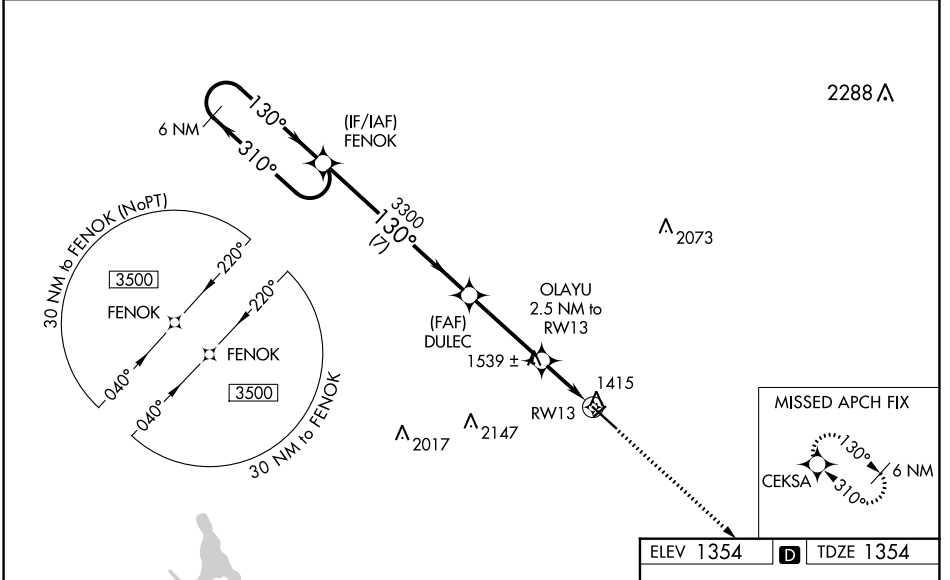 2288
(IF/IAF)
FENOK
130°
6 NM
310°
3300
130°
(7)
2073
30 NM to FENOK (NoPT)
220°
3500
FENOK
040°
220°
FENOK
3500
040°
30 NM to FENOK
(FAF)
DULEC
OLAYU
2.5 NM to
RW13
1539 ±
1415
RW13
2017
2147
MISSED APCH FIX
130°
6 NM
CEKSA
310°
ELEV 1354 D TDZE 1354